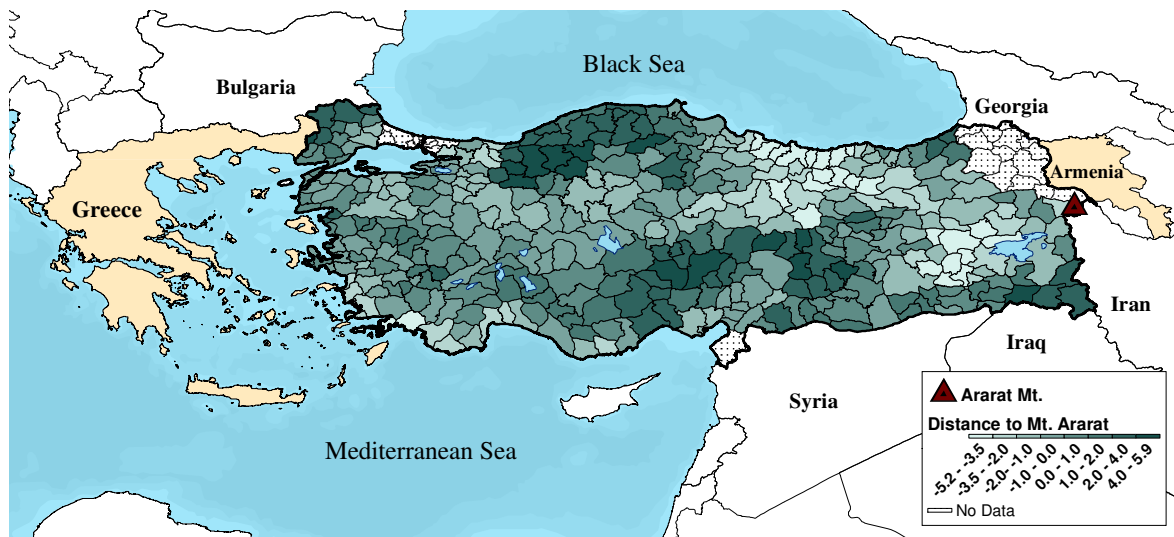 Black Sea
Bulgaria
Georgia
Armenia
Greece
Iran
Iraq
Syria
Mediterranean Sea
Ararat Mt.
Distance to Mt. Ararat
-5.2 - -3.5
-3.5 - -2.0
-2.0 - -1.0
-1.0 - 0.0
0.0 - 1.0
1.0 - 2.0
2.0 - 4.0
4.0 - 5.9
No Data